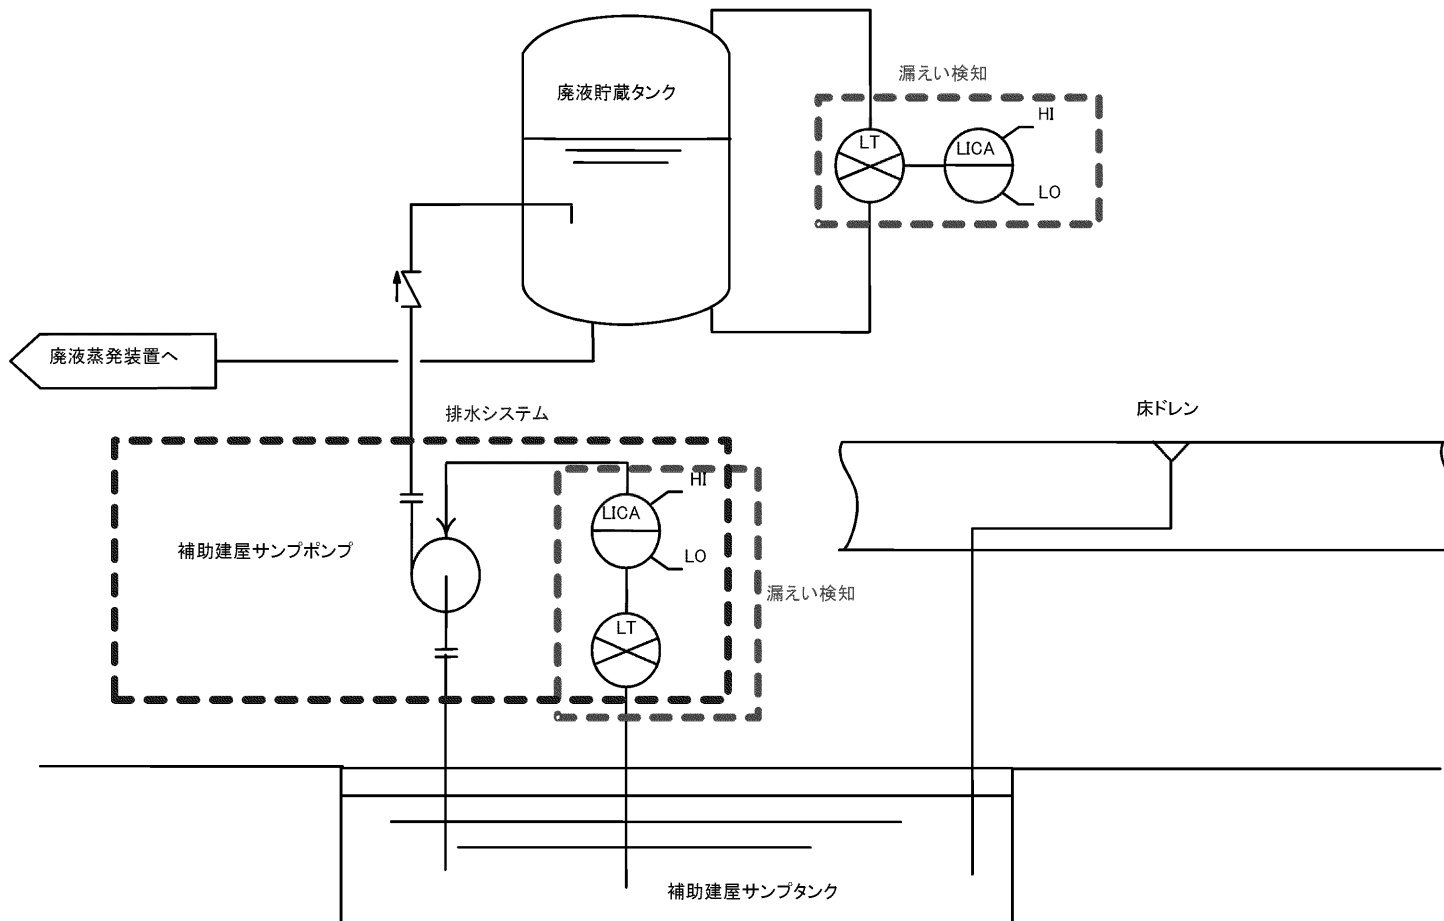 漏えい検知
廃液貯蔵タンク
HI
LT
LICA
LO
廃液蒸発装置へ
排水システム
床ドレン
HI
LICA
補助建屋サンプポンプ
LO
漏えい検知
LT
補助建屋サンプタンク